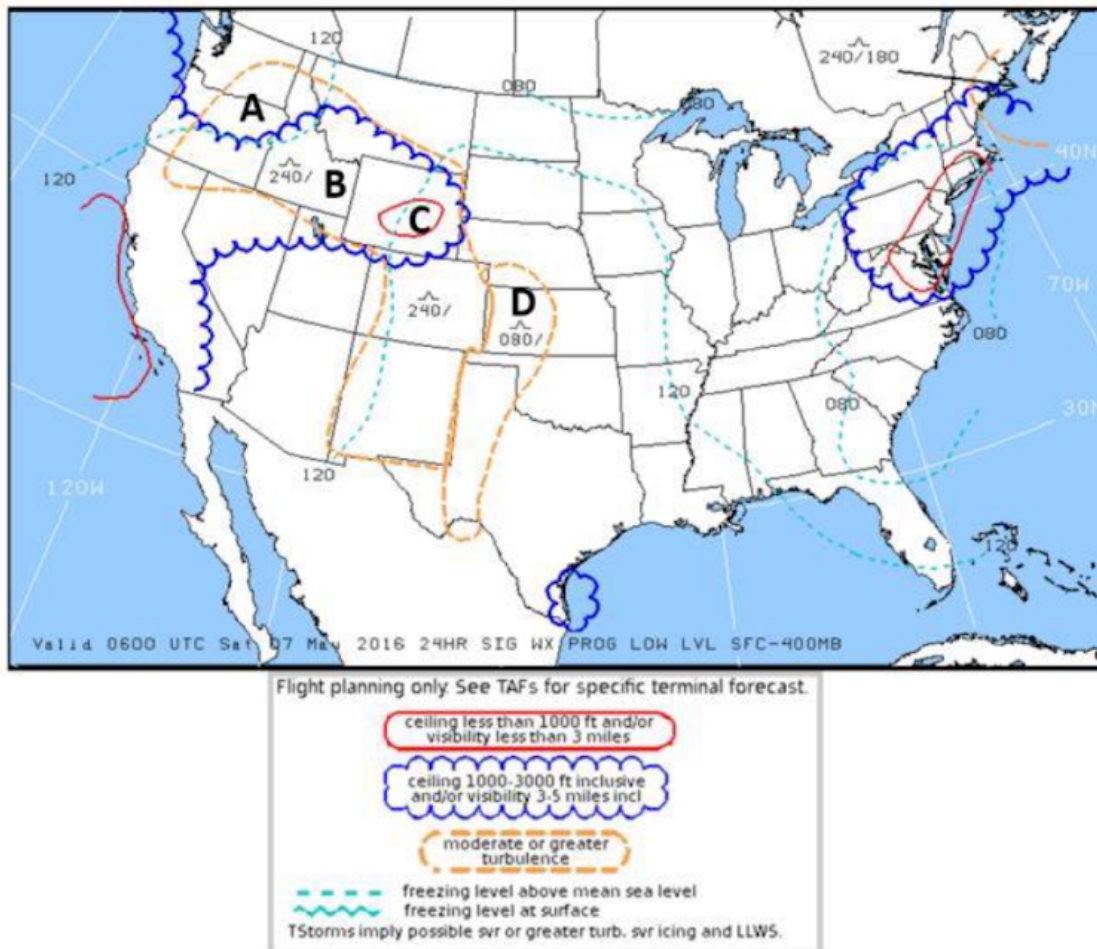 120
240/180
080
080
A
40N
240/
B
120
C
70W
D
240/
080/
080
120
080
30N
120
120W
120
Valid 0600 UTC Sat 07 May 2016 24HR SIG WX PROG LOW LVL SFC-400MB
Flight planning only. See TAFs for specific terminal forecast.
ceiling less than 1000 ft and/or
visibility less than 3 miles
ceiling 1000-3000 ft inclusive
and/or visibility 3-5 miles incl
moderate or greater
turbulence
freezing level above mean sea level
freezing level at surface
TStorms imply possible svr or greater turb. svr icing and LLWS.